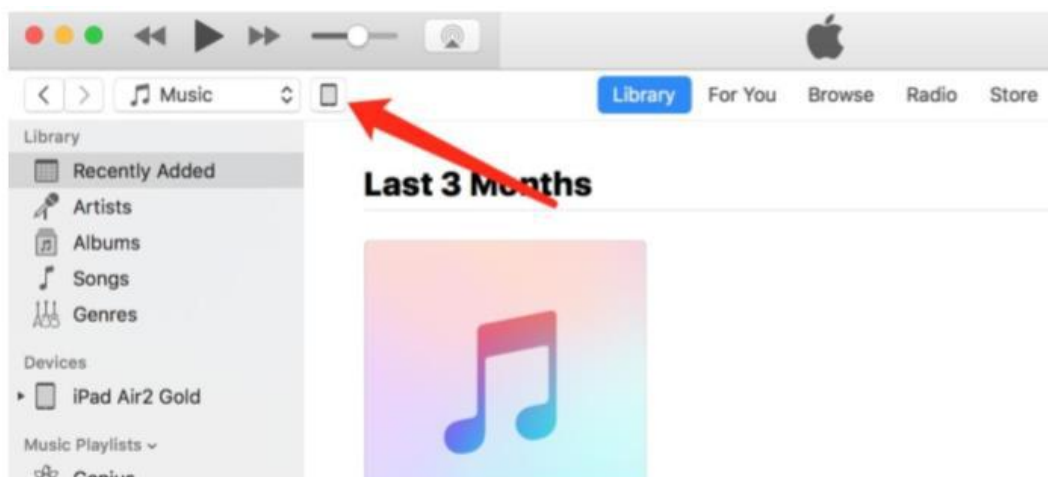 Music
Library
For You
Browse
Radio
Store
Library
Recently Added
Last 3 Months
Artists
Albums
Songs
Genres
Devices
iPad Air2 Gold
Music Playlists
Genius